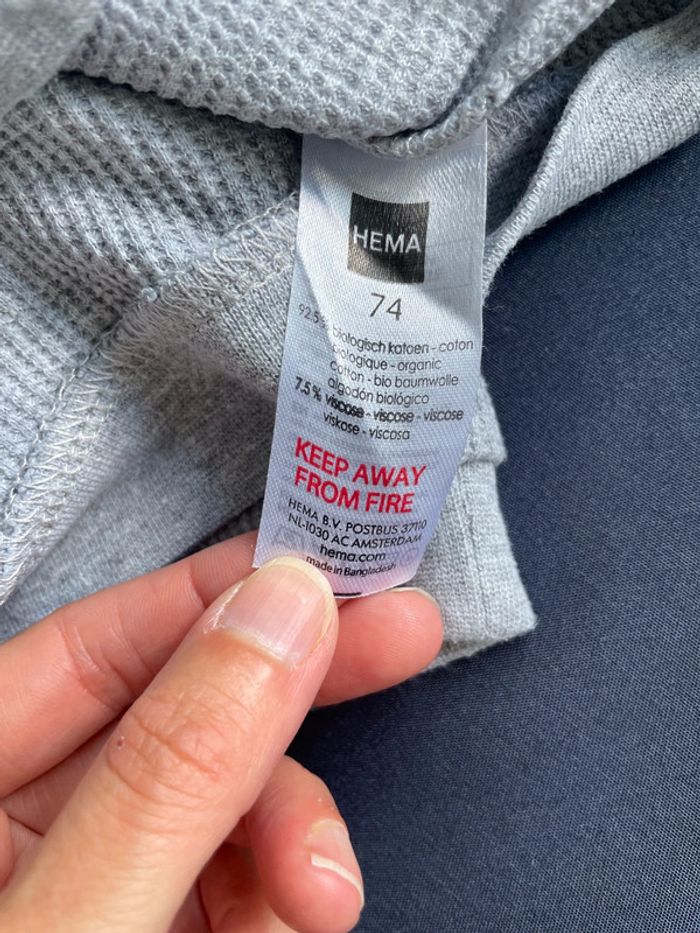 HEMA
74
92.5% biologisch katoen - coton
biologique - organic
cotton - bio baumwolle
algodón biológico
7.5% viscose - viscose - viscose
viskose - viscosa
KEEP AWAY
FROM FIRE
HEMA B.V. POSTBUS 37110
NL-1030 AC AMSTERDAM
hema.com
made in Bangladesh